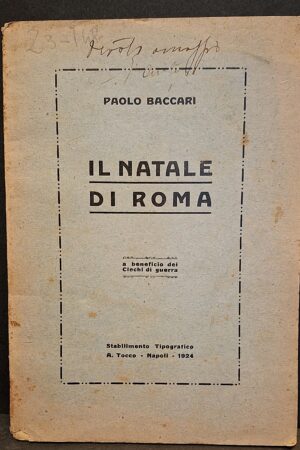 PAOLO BACCARI
IL NATALE
DI ROMA
a beneficio dei
Ciechi di guerra
Stabilimento Tipografico
A. Tocco - Napoli - 1924